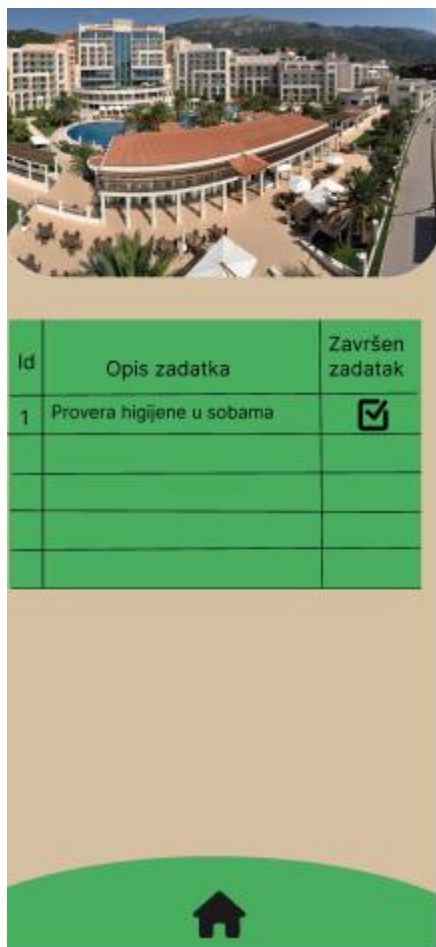 Id
Opis zadatka
Završen
zadatak
1
Provera higijene u sobama